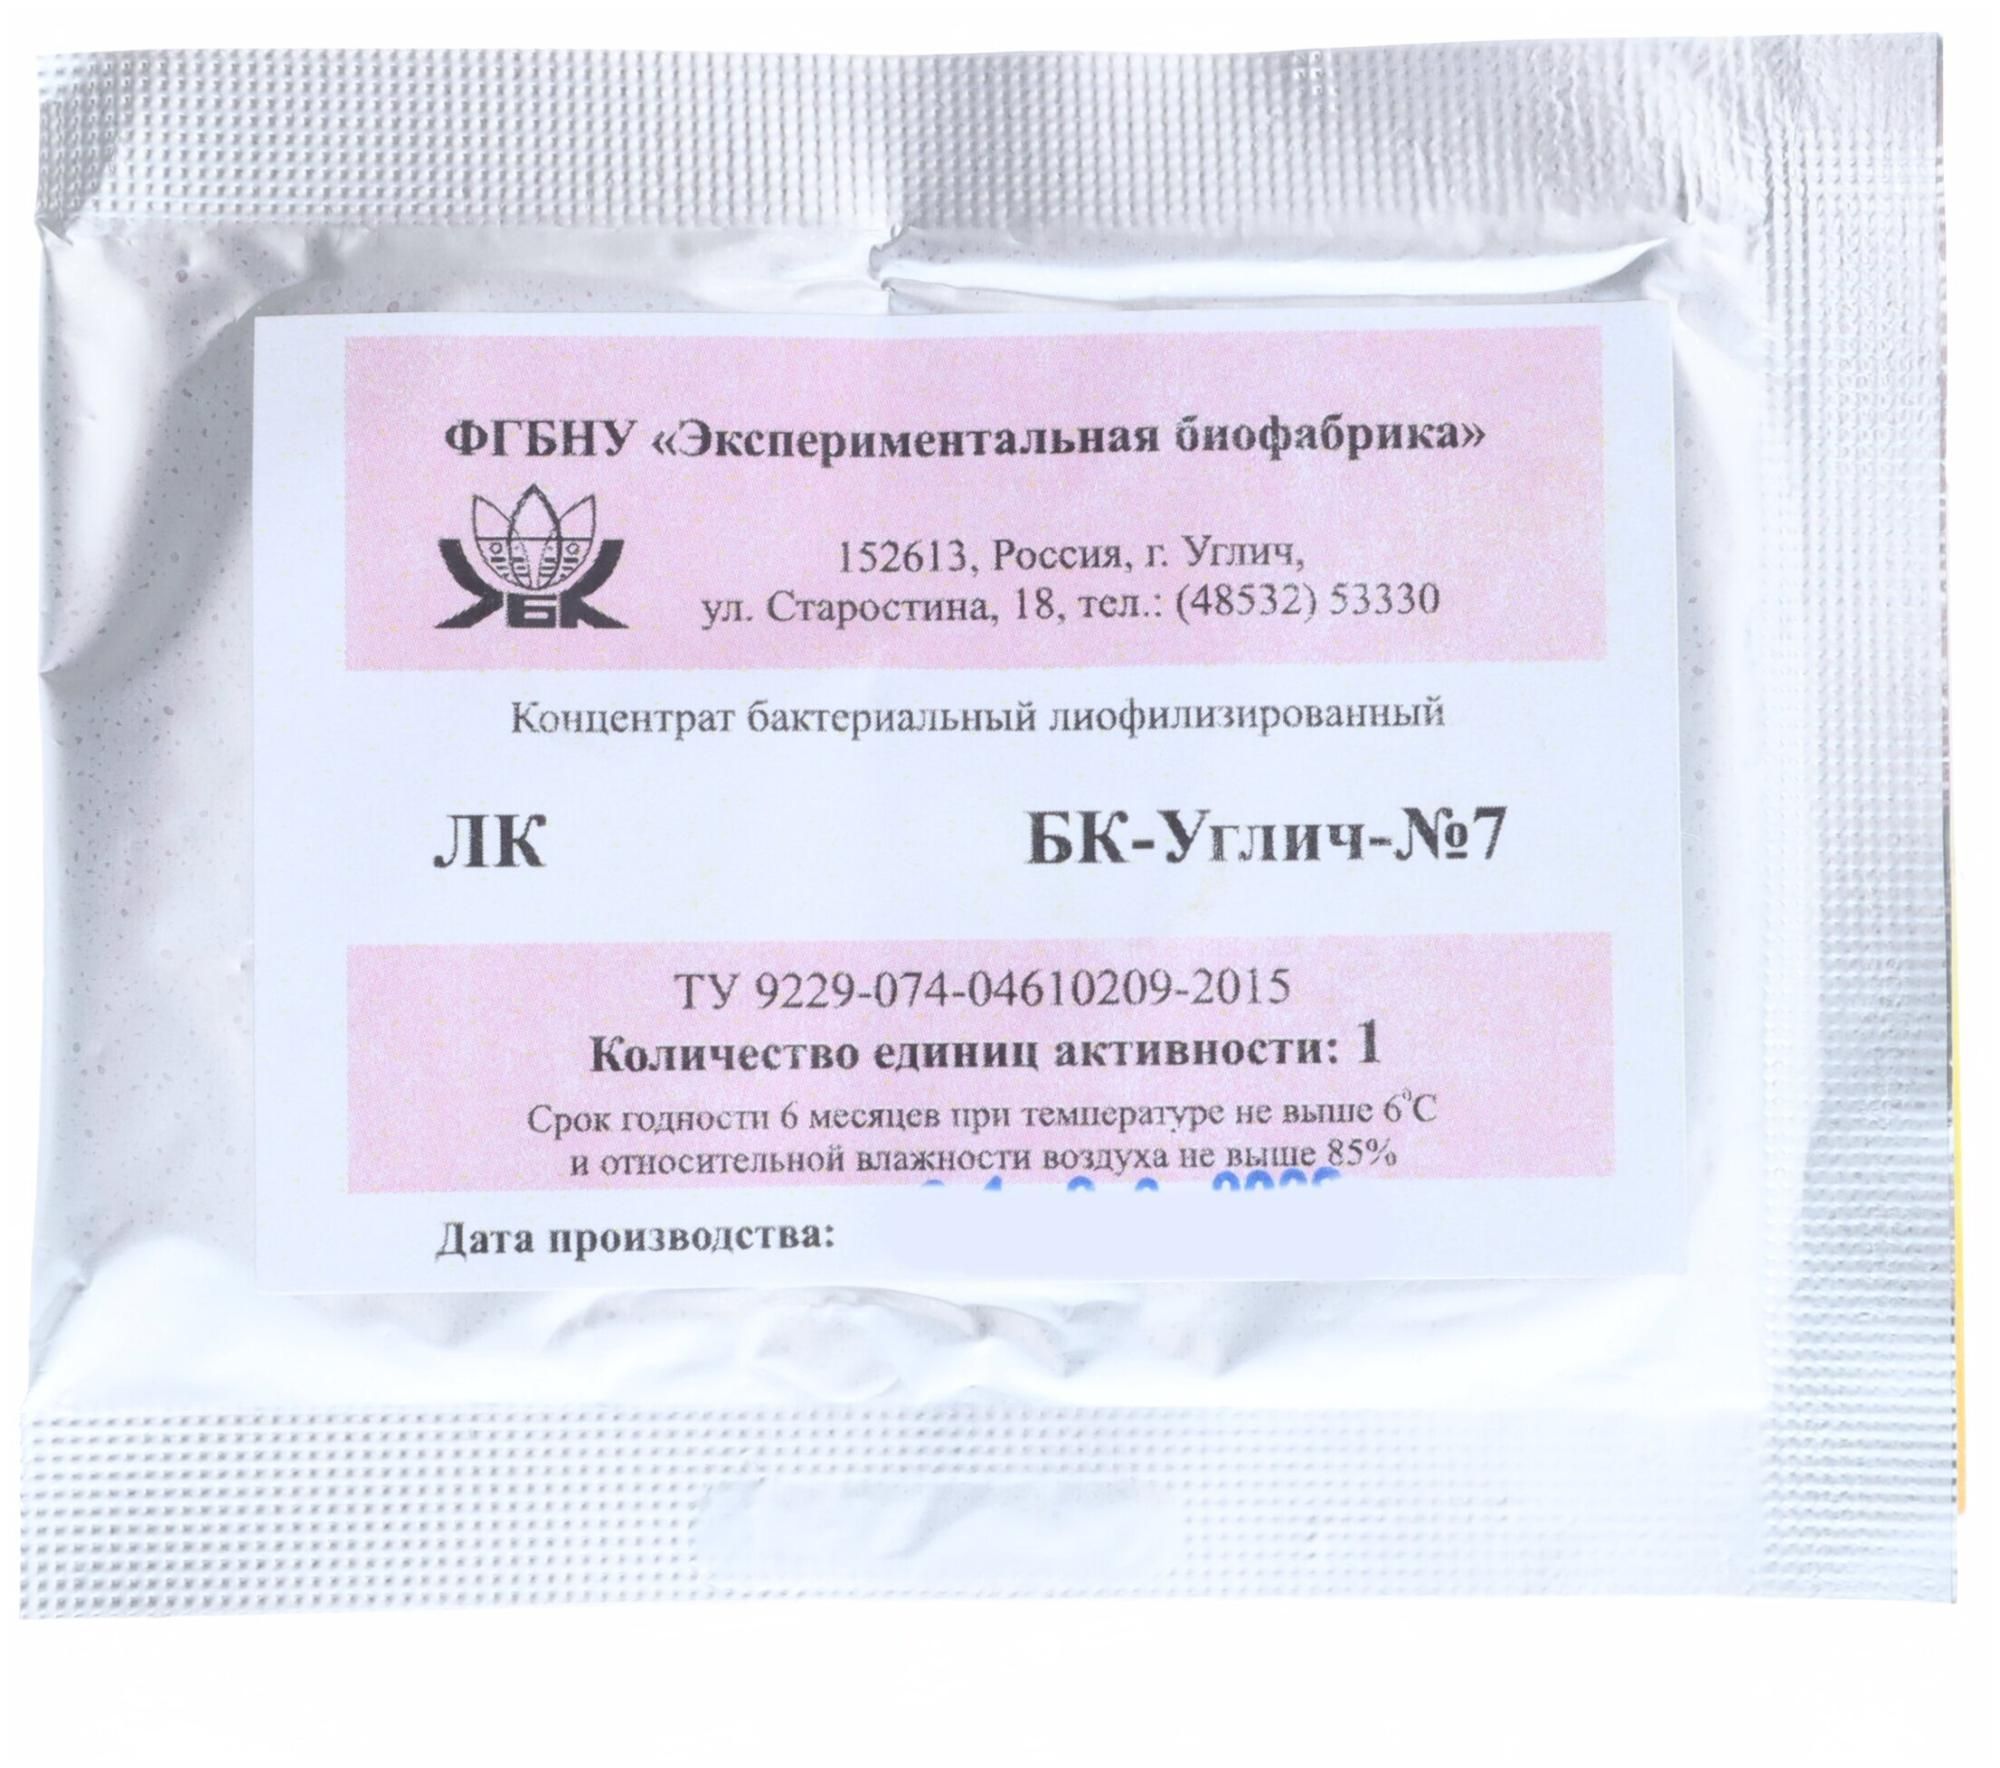 ФГБНУ «Экспериментальная биофабрика»
УБК
152613, Россия, г. Углич,
ул. Старостина, 18, тел.: (48532) 53330
Концентрат бактериальный лиофилизированный
ЛК БК-Углич-№7
ТУ 9229-074-04610209-2015
Количество единиц активности: 1
Срок годности 6 месяцев при температуре не выше 6°С
и относительной влажности воздуха не выше 85%
Дата производства: